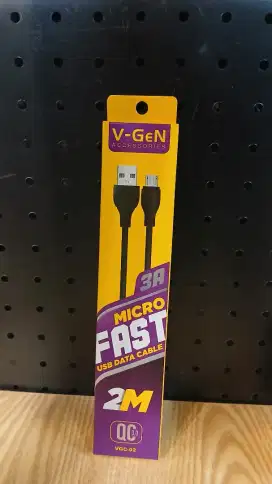 V-GeN
ACCESSORIES
3A
MICRO
FAST
USB DATA CABLE
2M
QC